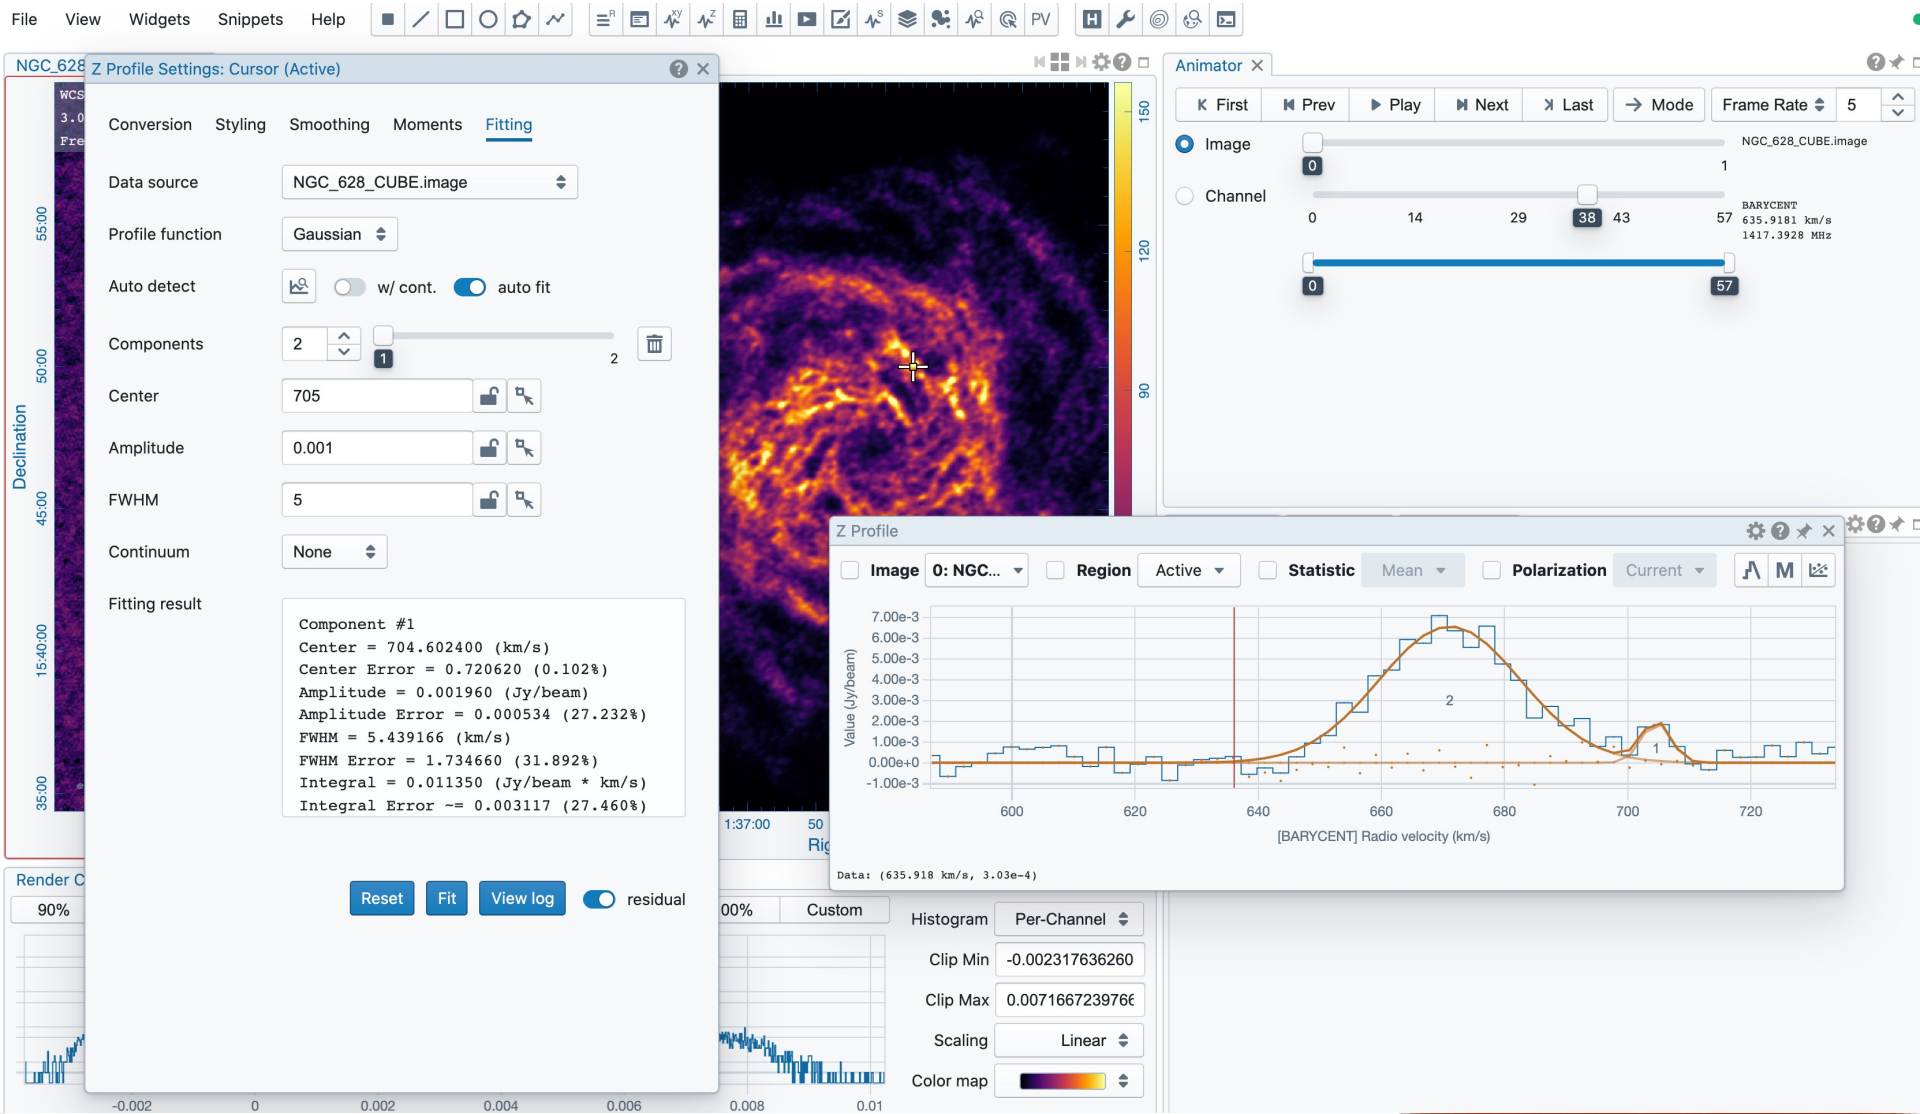 File View Widgets Snippets Help
PV
NGC_628
Z Profile Settings: Cursor (Active)
WCS
3.0
Fre
Conversion Styling Smoothing Moments Fitting
Data source NGC_628_CUBE.image
Profile function Gaussian
Auto detect w/ cont. auto fit
Components 2 1 2
Center 705
Amplitude 0.001
FWHM 5
Continuum None
Fitting result
Component #1
Center = 704.602400 (km/s)
Center Error = 0.720620 (0.102%)
Amplitude = 0.001960 (Jy/beam)
Amplitude Error = 0.000534 (27.232%)
FWHM = 5.439166 (km/s)
FWHM Error = 1.734660 (31.892%)
Integral = 0.011350 (Jy/beam * km/s)
Integral Error ~= 0.003117 (27.460%)
Reset Fit View log residual
Declination
55:00
50:00
45:00
15:40:00
35:00
150
120
90
1:37:00 50
Rig
Animator
First Prev Play Next Last Mode Frame Rate 5
Image 0 1 NGC_628_CUBE.image
Channel 0 14 29 38 43 57
BARYCENT
635.9181 km/s
1417.3928 MHz
0 57
Z Profile
Image 0: NGC... Region Active Statistic Mean Polarization Current M
Value (Jy/beam)
7.00e-3
6.00e-3
5.00e-3
4.00e-3
3.00e-3
2.00e-3
1.00e-3
0.00e+0
-1.00e-3
2
1
600 620 640 660 680 700 720
[BARYCENT] Radio velocity (km/s)
Data: (635.918 km/s, 3.03e-4)
Render C
90% 00% Custom
Histogram Per-Channel
Clip Min -0.002317636260
Clip Max 0.0071667239766
Scaling Linear
Color map
-0.002 0 0.002 0.004 0.006 0.008 0.01